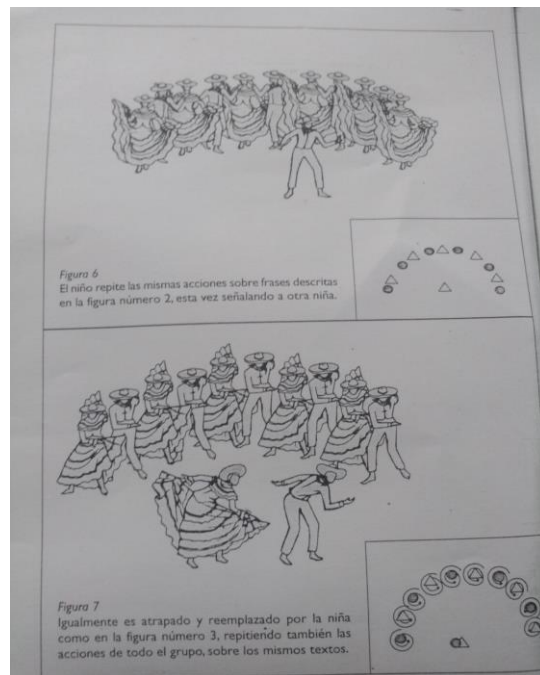 Figura 6
El niño repite las mismas acciones sobre frases descritas
en la figura número 2, esta vez señalando a otra niña.
Figura 7
Igualmente es atrapado y reemplazado por la niña
como en la figura número 3, repitiendo también las
acciones de todo el grupo, sobre los mismos textos.